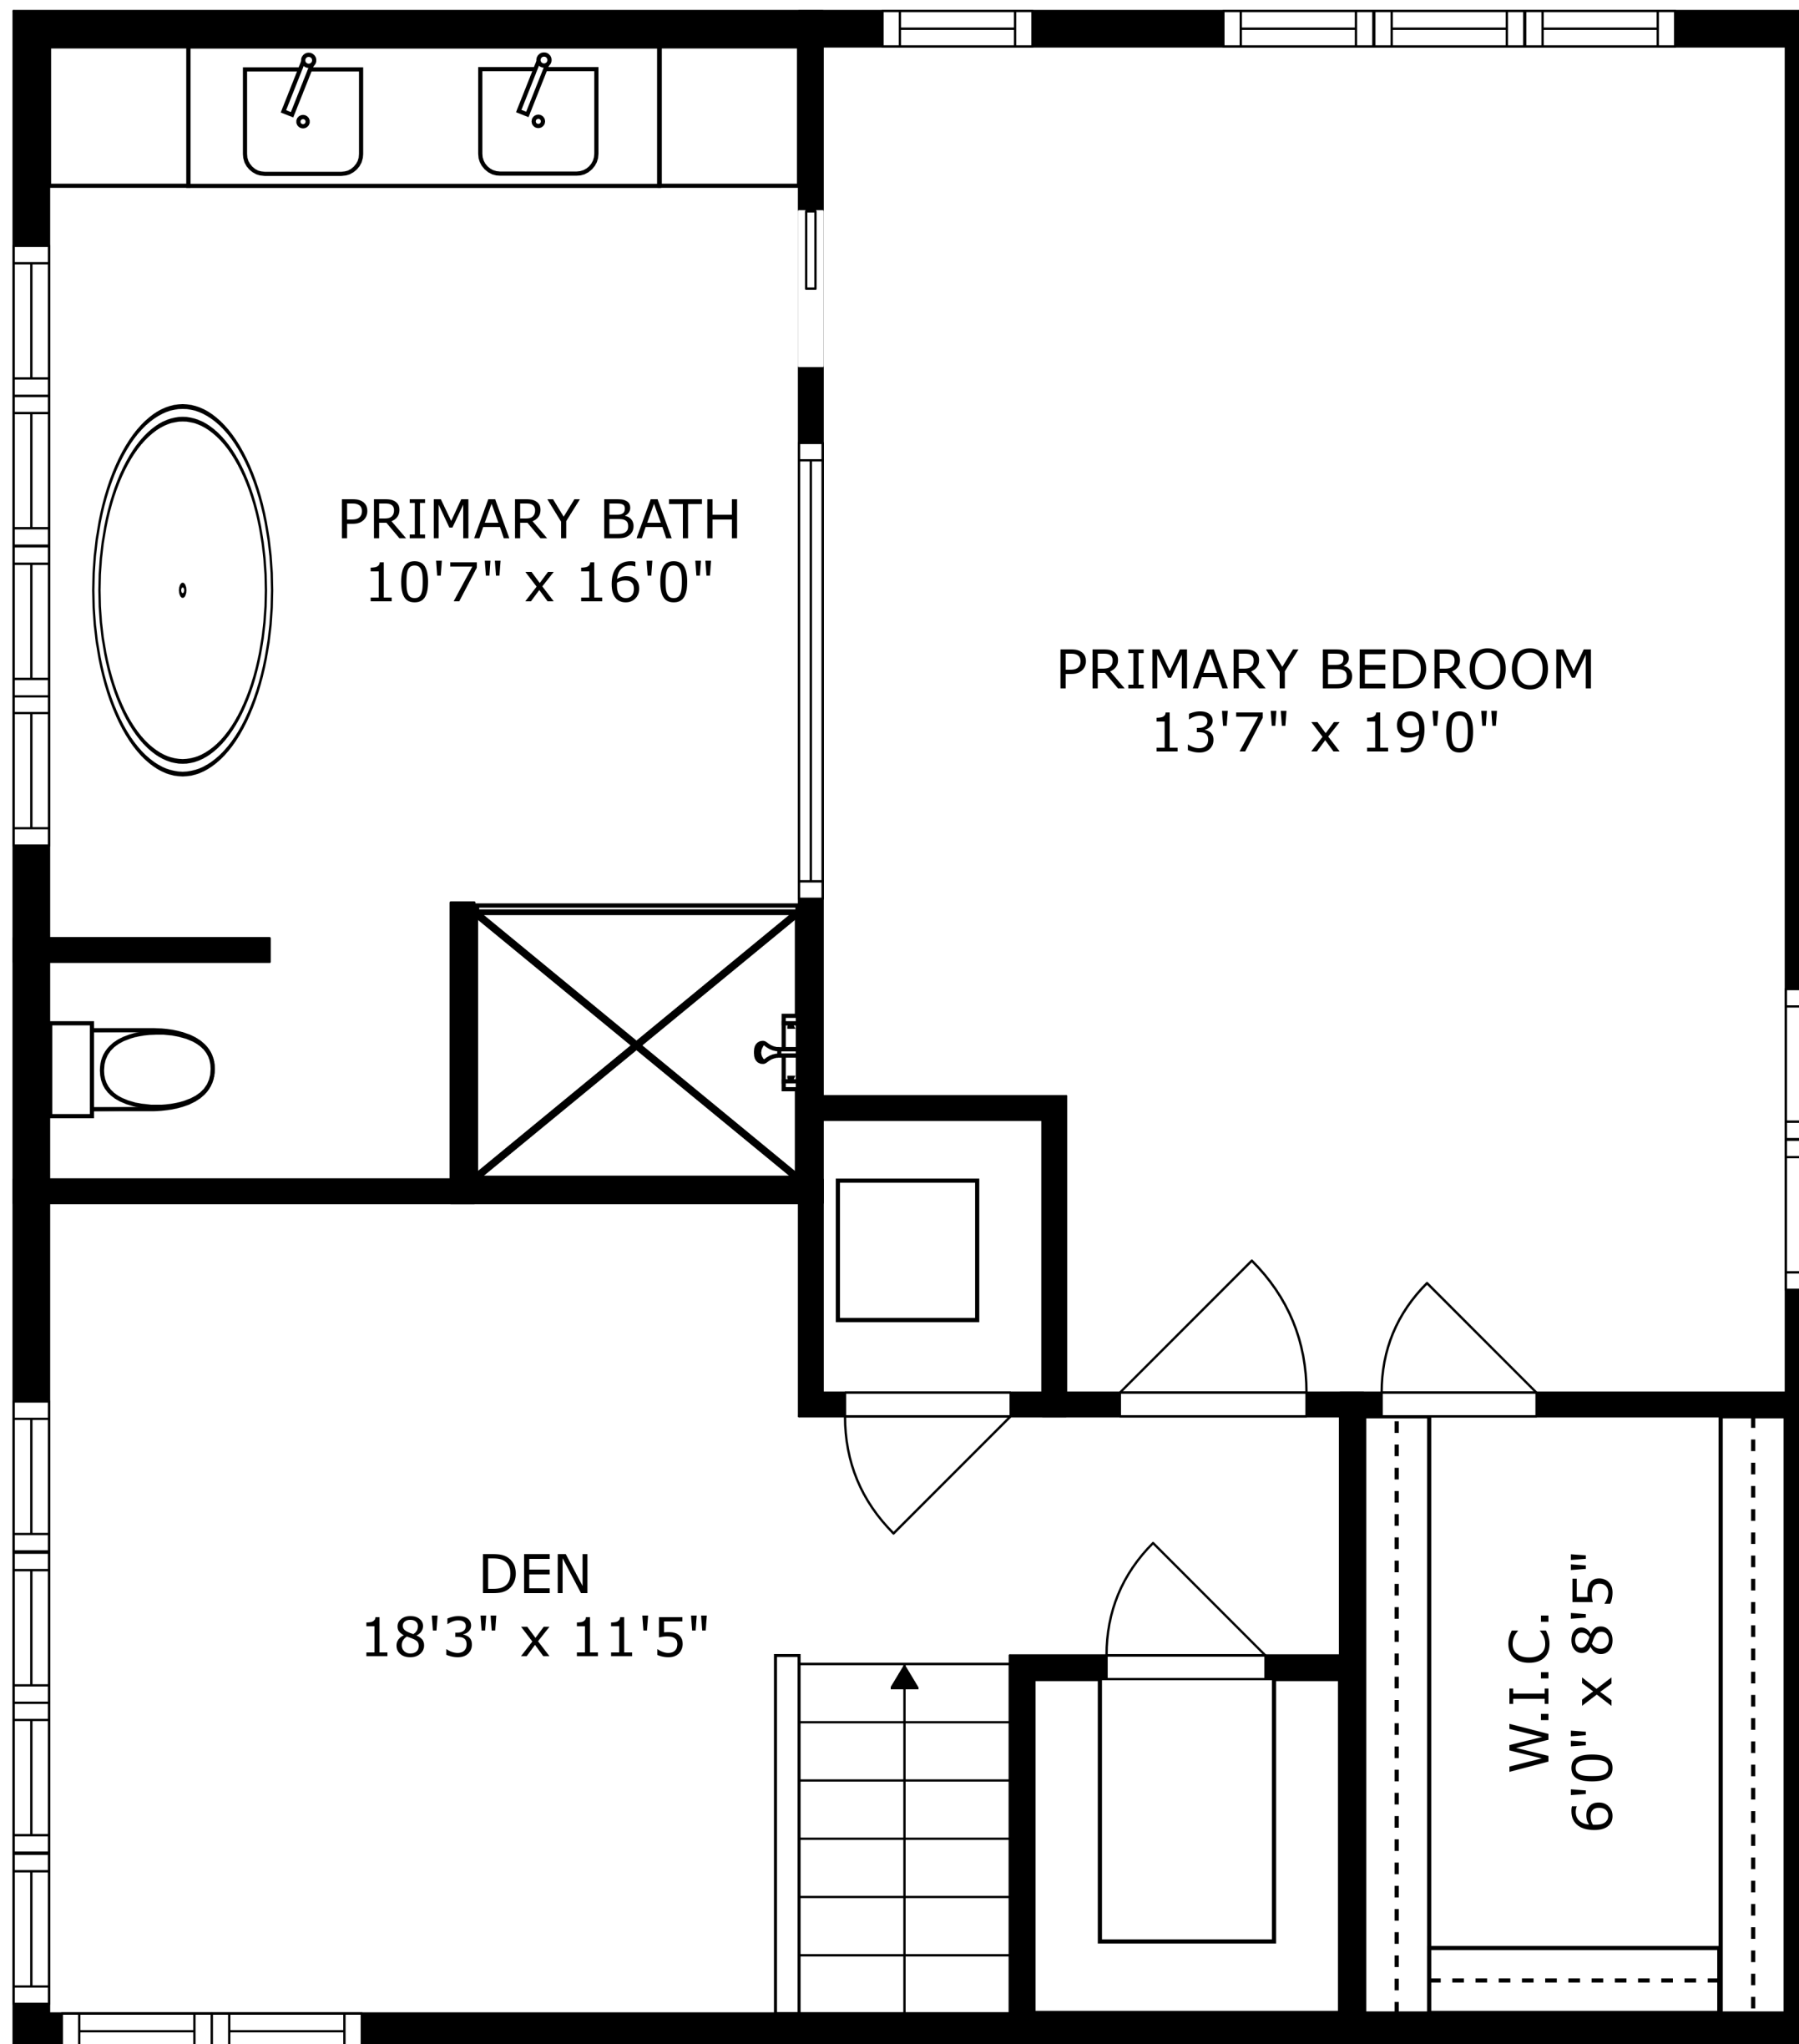 PRIMARY BATH
10'7" x 16'0"
PRIMARY BEDROOM
13'7" x 19'0"
DEN
18'3" x 11'5"
W.I.C.
6'0" x 8'5"